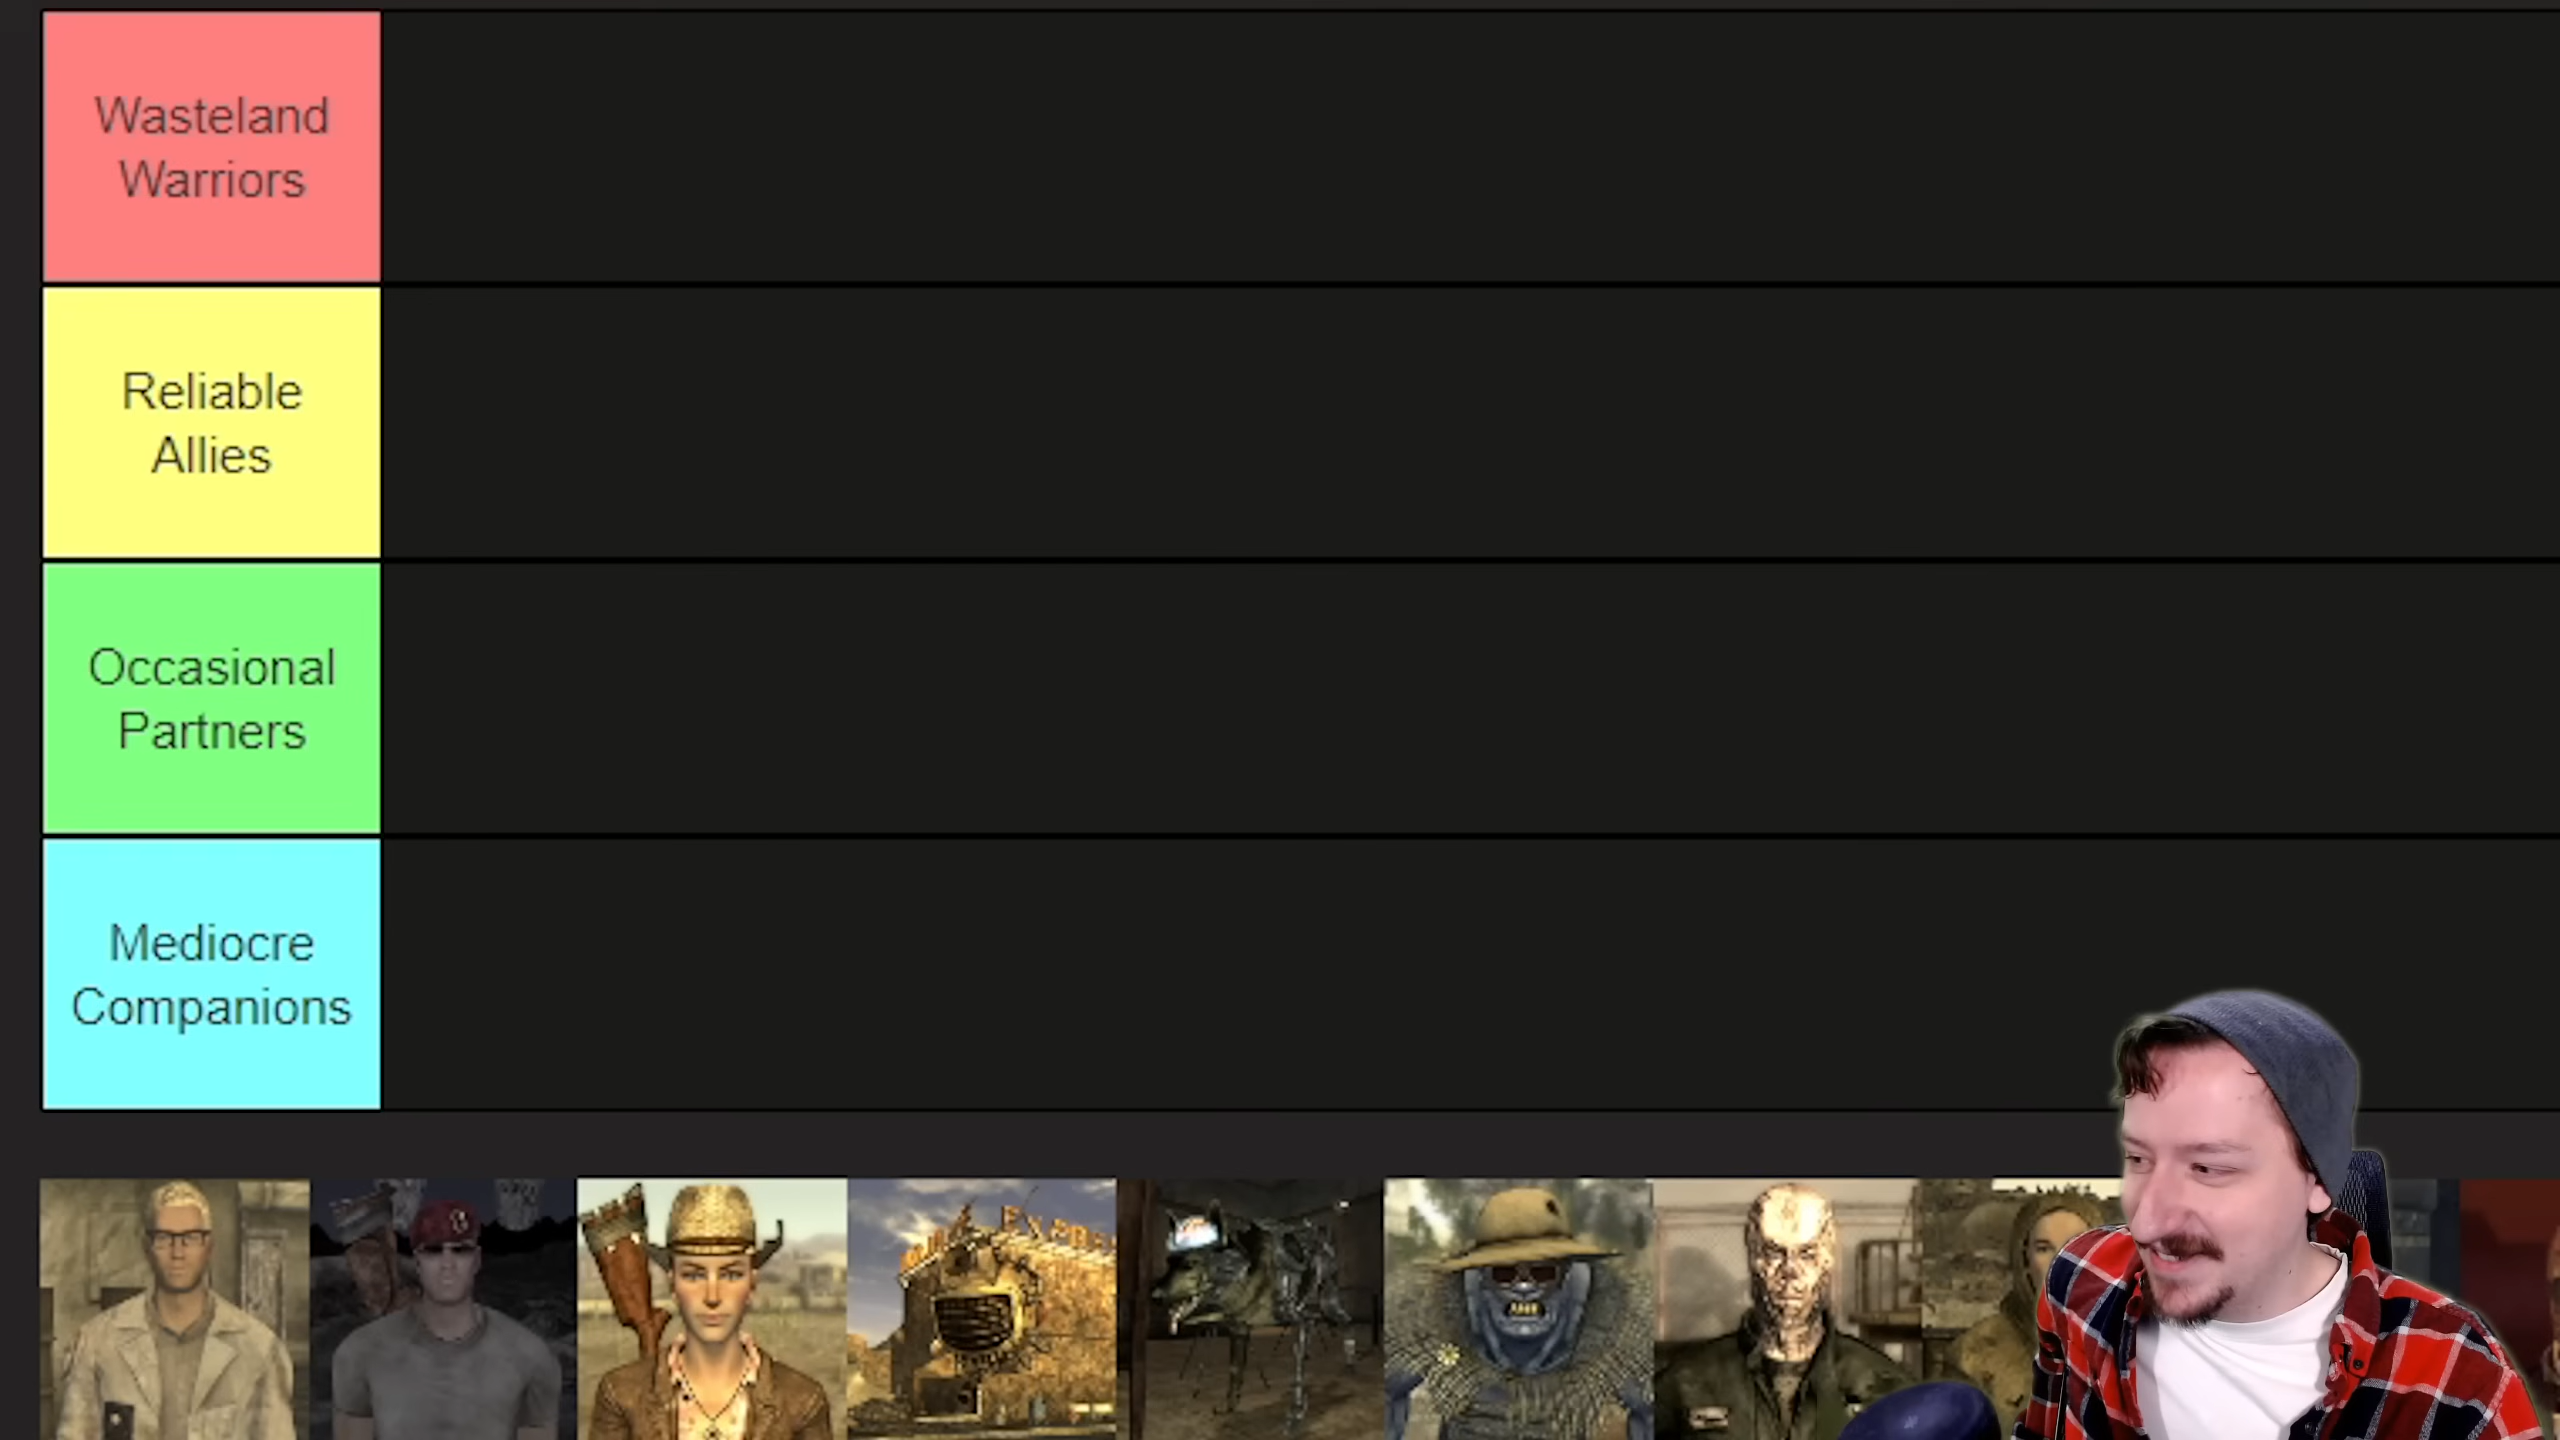 Wasteland
Warriors
Reliable
Allies
Occasional
Partners
Mediocre
Companions